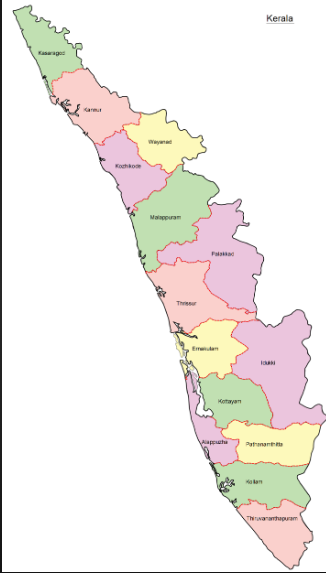 Kerala
Kasaragod
Kannur
Wayanad
Kozhikode
Malappuram
Palakkad
Thrissur
Ernakulam
Idukki
Kottayam
Alappuzha
Pathanamthitta
Kollam
Thiruvananthapuram